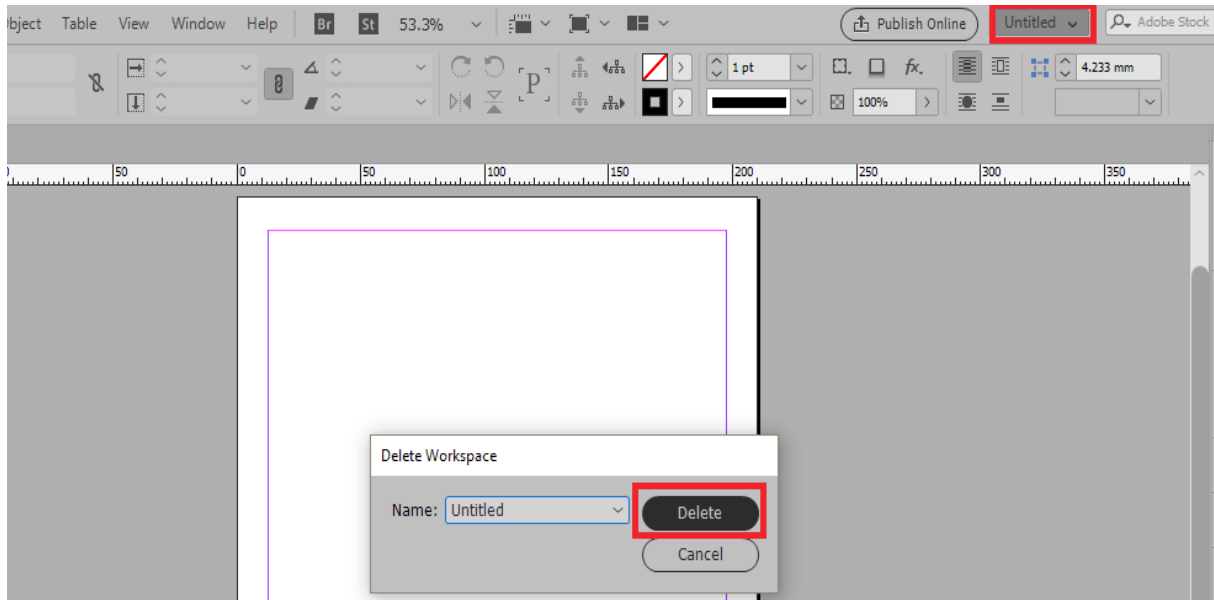 bject Table View Window Help Br St 53.3% Publish Online Untitled Adobe Stock
P 1 pt fx. 4.233 mm
100%
50 0 50 100 150 200 250 300 350
Delete Workspace
Name: Untitled Delete
Cancel